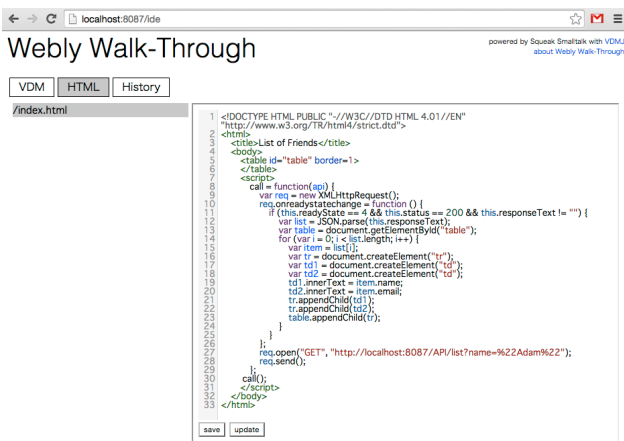 localhost:8087/ide
Webly Walk-Through
powered by Squeak Smalltalk with VDMJ
about Webly Walk-Through
VDM HTML History
/index.html
1 <!DOCTYPE HTML PUBLIC "-//W3C//DTD HTML 4.01//EN"
"http://www.w3.org/TR/html4/strict.dtd">
2 <html>
3 <title>List of Friends</title>
4 <body>
5 <table id="table" border=1>
6 </table>
7 <script>
8 call = function(api) {
9 var req = new XMLHttpRequest();
10 req.onreadystatechange = function () {
11 if (this.readyState == 4 && this.status == 200 && this.responseText != "") {
12 var list = JSON.parse(this.responseText);
13 var table = document.getElementById("table");
14 for (var i = 0; i < list.length; i++) {
15 var item = list[i];
16 var tr = document.createElement("tr");
17 var td1 = document.createElement("td");
18 var td2 = document.createElement("td");
19 td1.innerText = item.name;
20 td2.innerText = item.email;
21 tr.appendChild(td1);
22 tr.appendChild(td2);
23 table.appendChild(tr);
24 }
25 }
26 };
27 req.open("GET", "http://localhost:8087/API/list?name=%22Adam%22");
28 req.send();
29 };
30 call();
31 </script>
32 </body>
33 </html>
save update